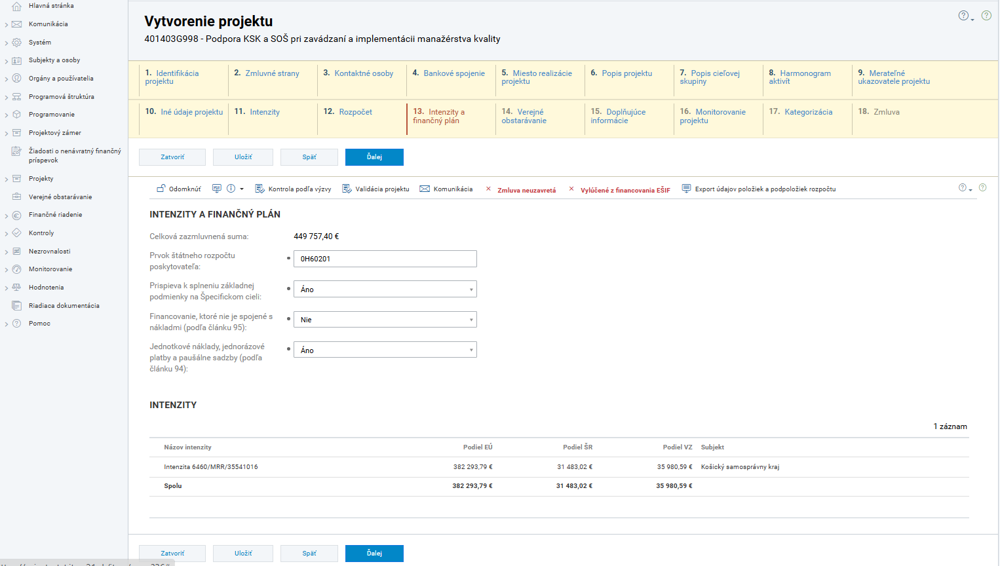 Hlavná stránka
Komunikácia
Systém
Subjekty a osoby
Orgány a používatelia
Programová štruktúra
Programovanie
Projektový zámer
Žiadosti o nenávratný finančný
príspevok
Projekty
Verejné obstarávanie
Finančné riadenie
Kontroly
Nezrovnalosti
Monitorovanie
Hodnotenia
Riadiaca dokumentácia
Pomoc
Vytvorenie projektu
401403G998 - Podpora KSK a SOŠ pri zavádzaní a implementácii manažérstva kvality
1. Identifikácia
projektu
2. Zmluvné strany
3. Kontaktné osoby
4. Bankové spojenie
5. Miesto realizácie
projektu
6. Popis projektu
7. Popis cieľovej
skupiny
8. Harmonogram
aktivít
9. Merateľné
ukazovatele projektu
10. Iné údaje projektu
11. Intenzity
12. Rozpočet
13. Intenzity a
finančný plán
14. Verejné
obstarávanie
15. Doplňujúce
informácie
16. Monitorovanie
projektu
17. Kategorizácia
18. Zmluva
Zatvoriť Uložiť Späť Ďalej
Odomknúť PDF Kontrola podľa výzvy Validácia projektu Komunikácia × Zmluva neuzavretá × Vylúčené z financovania EŠIF Export údajov položiek a podpoložiek rozpočtu
INTENZITY A FINANČNÝ PLÁN
Celková zazmluvnená suma: 449 757,40 €
Prvok štátneho rozpočtu
poskytovateľa:
0H60201
Prispieva k splneniu základnej
podmienky na Špecifickom cieli:
Áno
Financovanie, ktoré nie je spojené s
nákladmi (podľa článku 95):
Nie
Jednotkové náklady, jednorázové
platby a paušálne sadzby (podľa
článku 94):
Áno
INTENZITY
1 záznam
Názov intenzity Podiel EÚ Podiel ŠR Podiel VZ Subjekt
Intenzita 6460/MRR/35541016 382 293,79 € 31 483,02 € 35 980,59 € Košický samosprávny kraj
Spolu 382 293,79 € 31 483,02 € 35 980,59 €
Zatvoriť Uložiť Späť Ďalej